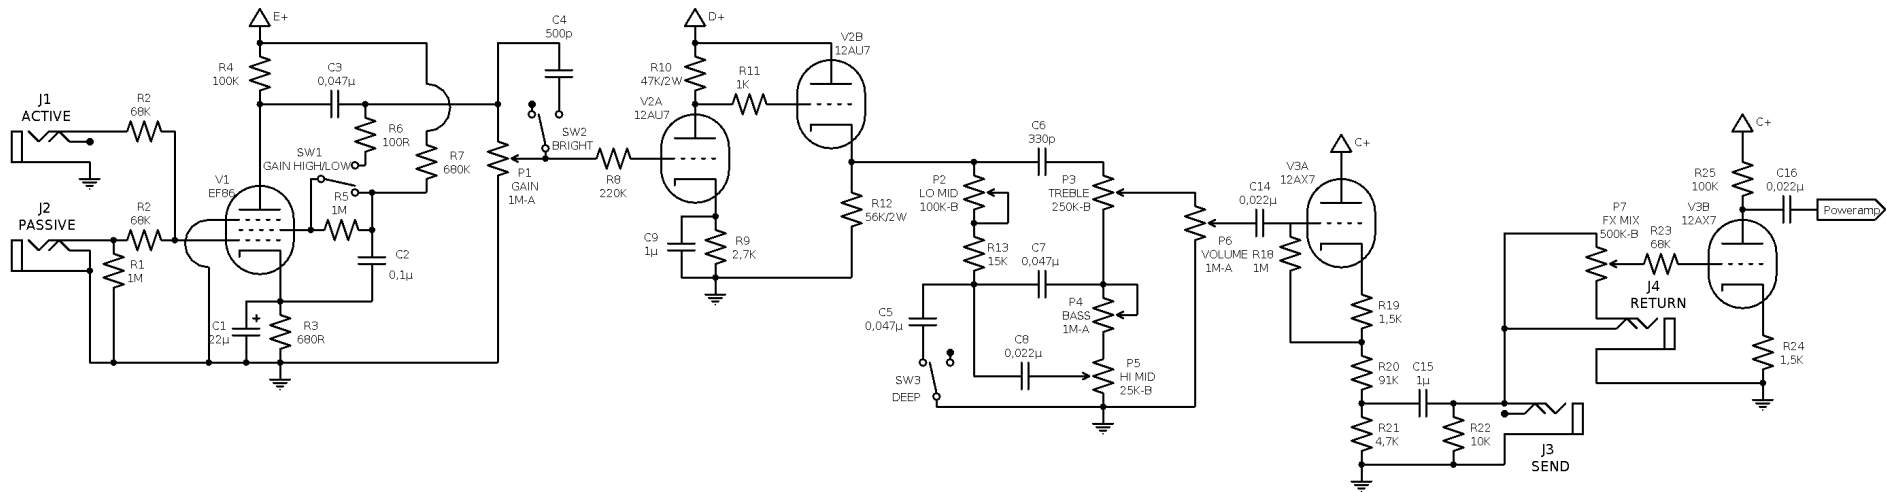 E+
R4
100K
C3
0,047µ
J1
ACTIVE
R2
68K
R6
100R
SW1
GAIN HIGH/LOW
R7
680K
V1
EF86
R5
1M
J2
PASSIVE
R2
68K
R1
1M
C2
0,1µ
C1
22µ
+
R3
680R
C4
500p
SW2
BRIGHT
P1
GAIN
1M-A
R8
220K
D+
R10
47K/2W
V2A
12AU7
R11
1K
V2B
12AU7
C9
1µ
R9
2,7K
R12
56K/2W
C6
330p
P2
LO MID
100K-B
P3
TREBLE
250K-B
R13
15K
C7
0,047µ
C5
0,047µ
P4
BASS
1M-A
C8
0,022µ
P5
HI MID
25K-B
SW3
DEEP
C14
0,022µ
P6
VOLUME
1M-A
R18
1M
C+
V3A
12AX7
R19
1,5K
R20
91K
C15
1µ
R21
4,7K
R22
10K
J3
SEND
P7
FX MIX
500K-B
R23
68K
J4
RETURN
C+
R25
100K
C16
0,022µ
Poweramp
V3B
12AX7
R24
1,5K